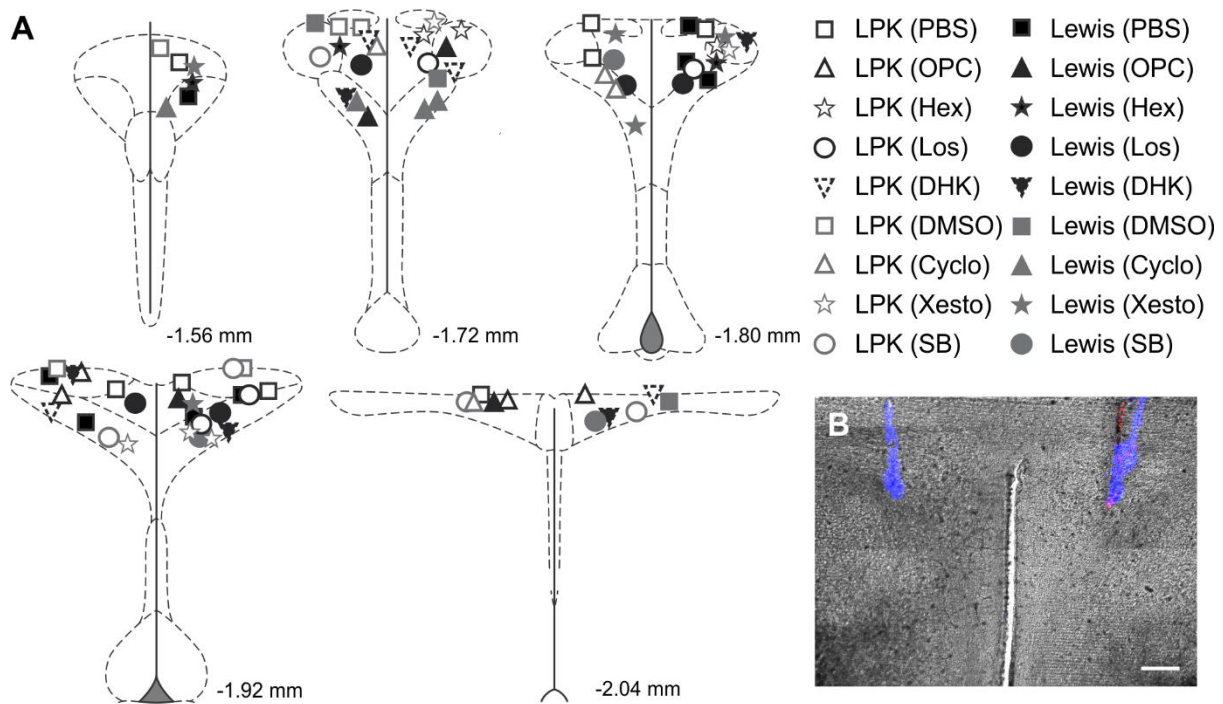 A
LPK (PBS) Lewis (PBS)
LPK (OPC) Lewis (OPC)
LPK (Hex) Lewis (Hex)
LPK (Los) Lewis (Los)
LPK (DHK) Lewis (DHK)
LPK (DMSO) Lewis (DMSO)
LPK (Cyclo) Lewis (Cyclo)
LPK (Xesto) Lewis (Xesto)
LPK (SB) Lewis (SB)
-1.56 mm
-1.72 mm
-1.80 mm
-1.92 mm
-2.04 mm
B